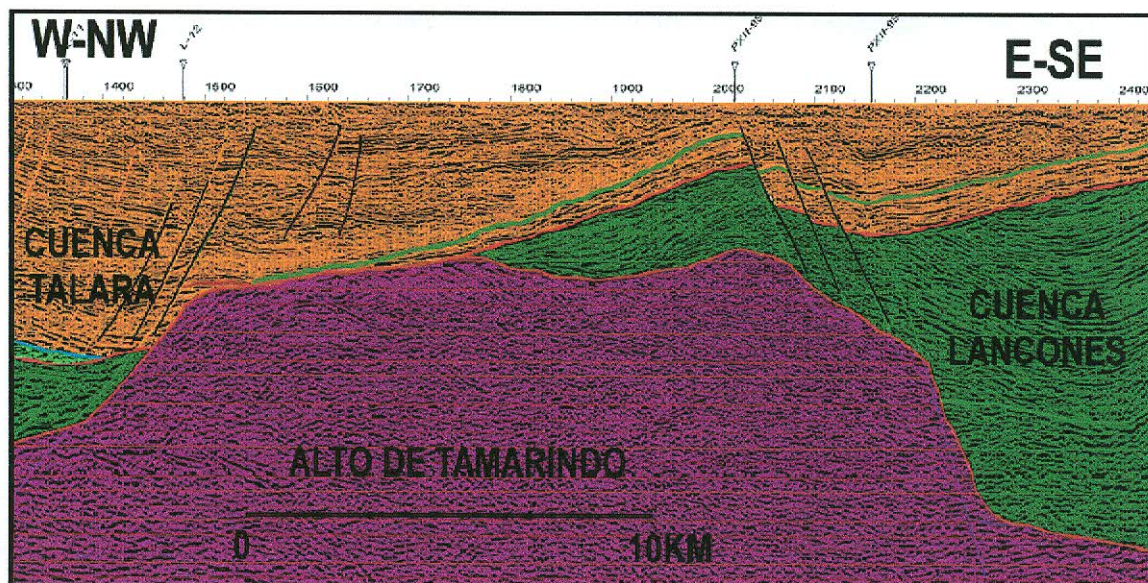 W-NW
E-SE
L-12
1400 1500 1600 1700 1800 1900 2000 2100 2200 2300 2400
CUENCA
TALARA
CUENCA
LANCONES
ALTO DE TAMARINDO
0 10KM